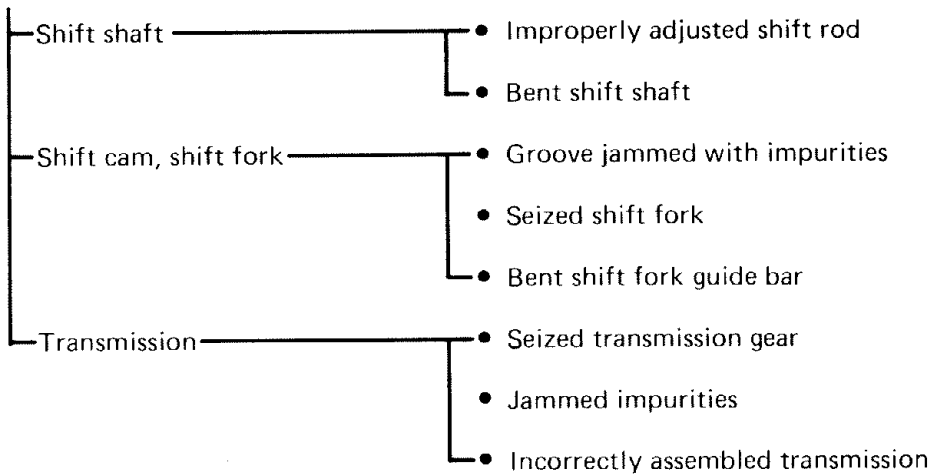 Shift shaft
• Improperly adjusted shift rod
• Bent shift shaft
Shift cam, shift fork
• Groove jammed with impurities
• Seized shift fork
• Bent shift fork guide bar
Transmission
• Seized transmission gear
• Jammed impurities
• Incorrectly assembled transmission